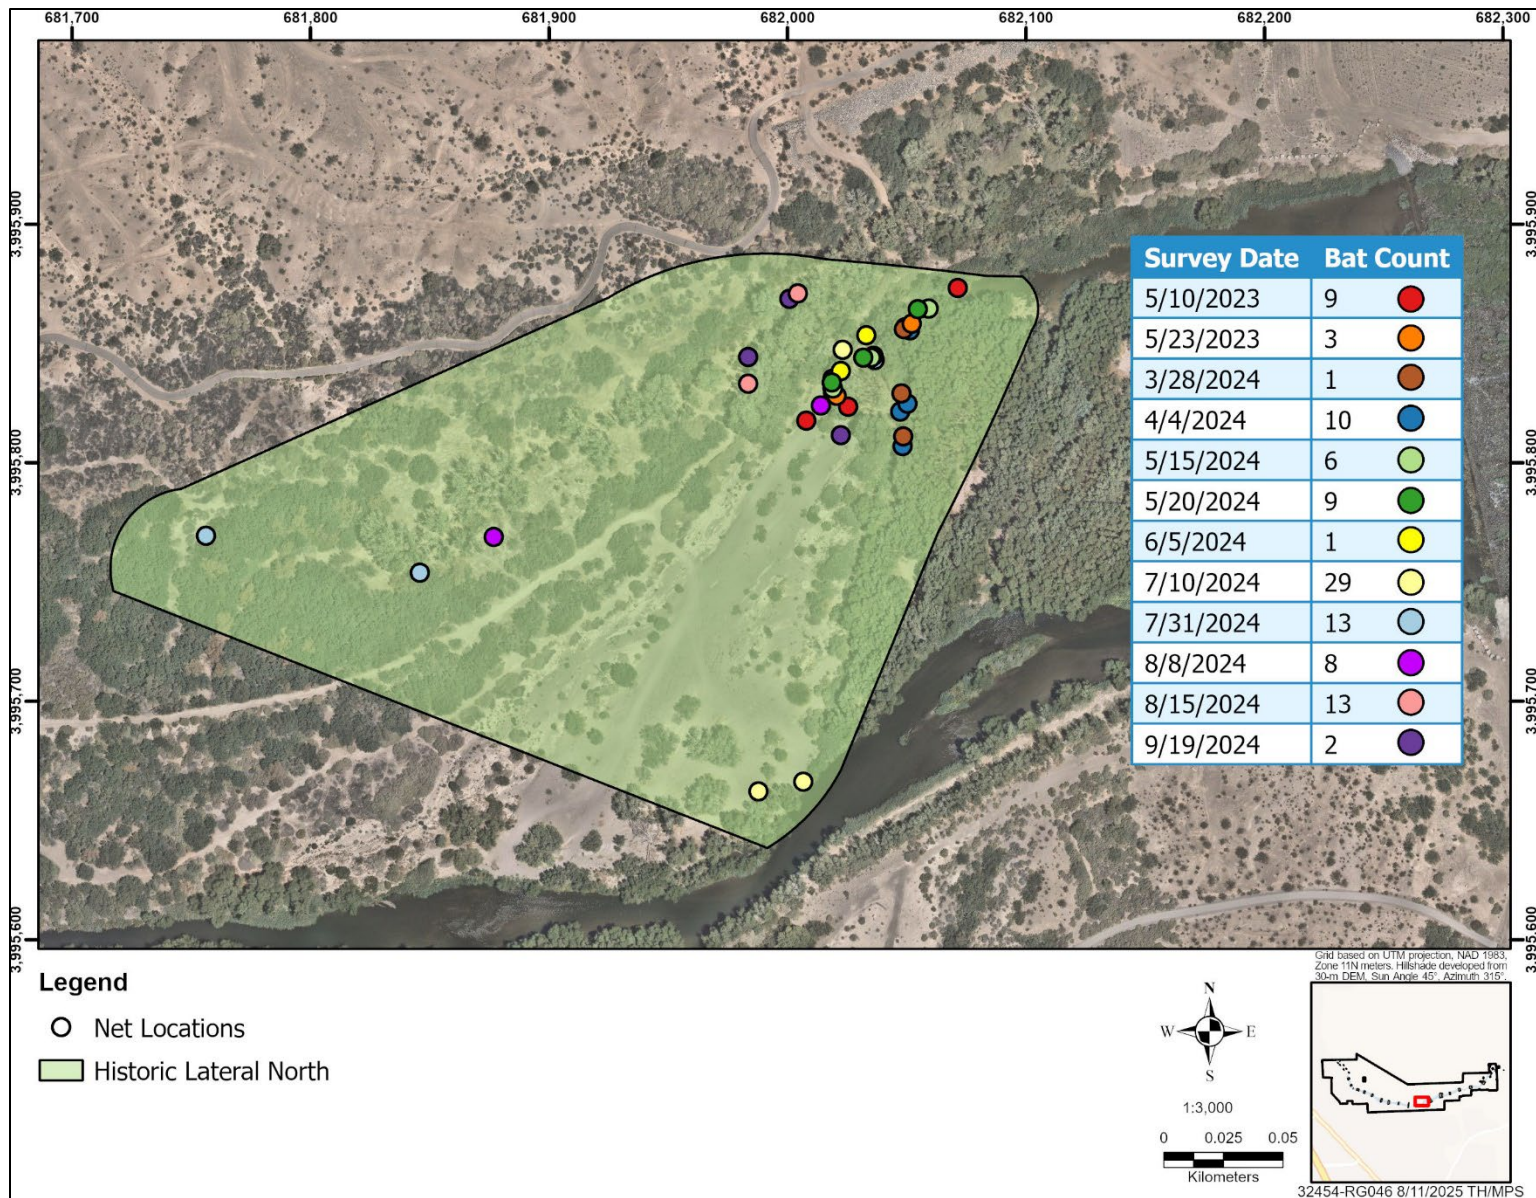 681,700 681,800 681,900 682,000 682,100 682,200 682,300
3,995,900
3,995,800
3,995,700
3,995,600
3,995,900
3,995,800
3,995,700
3,995,600
Survey Date Bat Count
5/10/2023 9
5/23/2023 3
3/28/2024 1
4/4/2024 10
5/15/2024 6
5/20/2024 9
6/5/2024 1
7/10/2024 29
7/31/2024 13
8/8/2024 8
8/15/2024 13
9/19/2024 2
Legend
Net Locations
Historic Lateral North
N
W E
S
1:3,000
0 0.025 0.05
Kilometers
Grid based on UTM projection, NAD 1983,
Zone 11N meters. Hillshade developed from
30-m DEM, Sun Angle 45°, Azimuth 315°.
32454-RG046 8/11/2025 TH/MPS